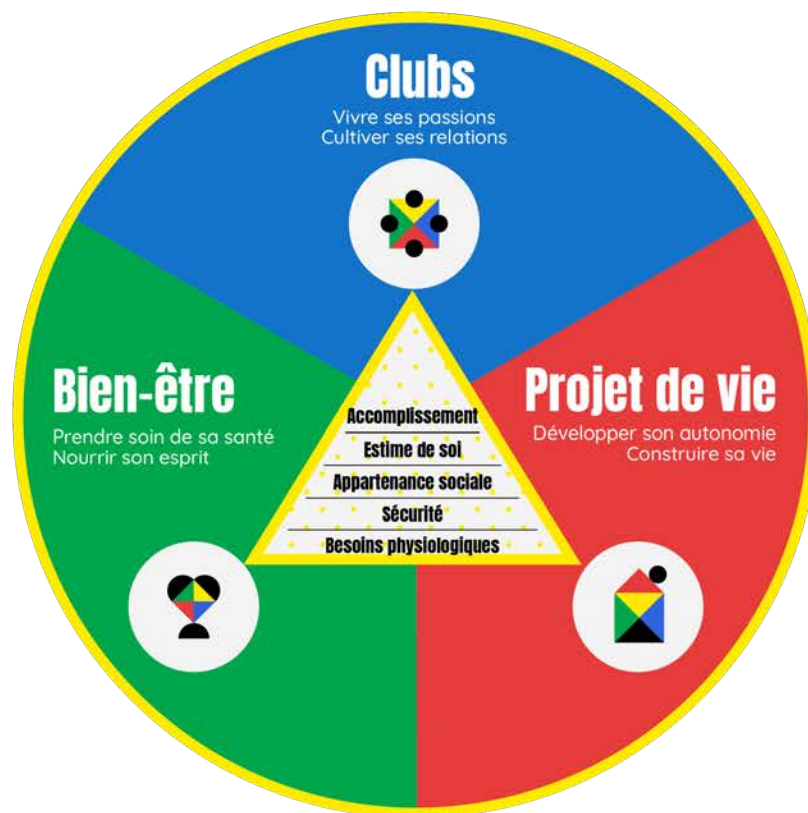 Clubs
Vivre ses passions
Cultiver ses relations
Bien-être
Prendre soin de sa santé
Nourrir son esprit
Projet de vie
Développer son autonomie
Construire sa vie
Accomplissement
Estime de soi
Appartenance sociale
Sécurité
Besoins physiologiques